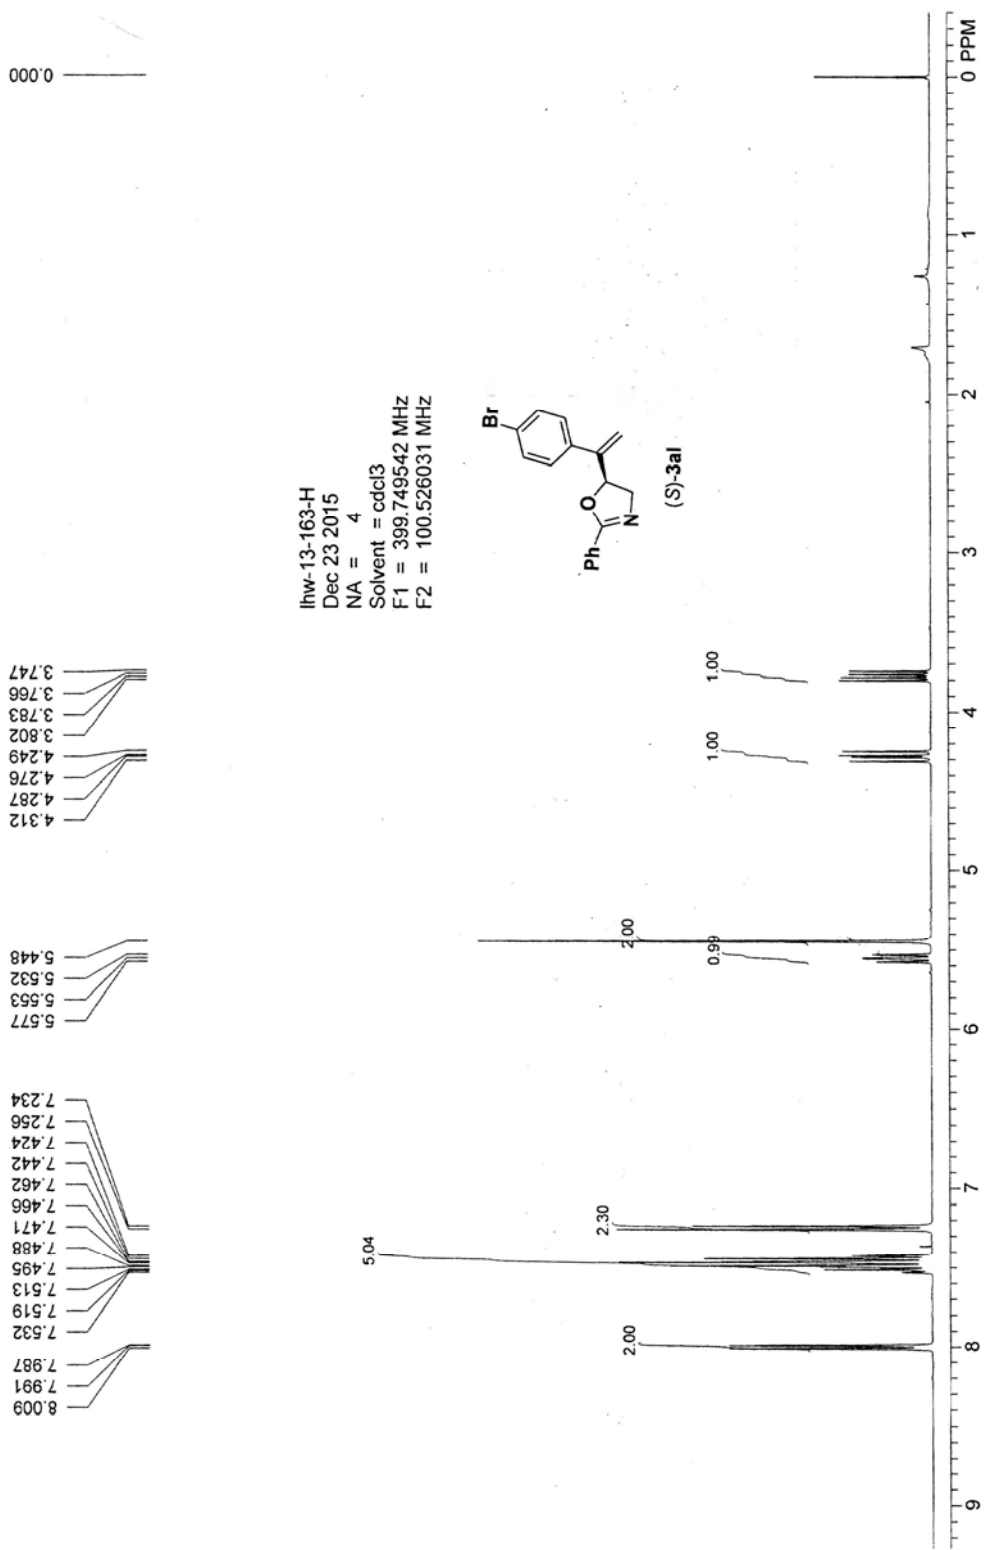 8.009
7.991
7.987
7.532
7.519
7.513
7.495
7.488
7.471
7.466
7.462
7.442
7.424
7.256
7.234
5.577
5.553
5.532
5.448
4.312
4.287
4.276
4.249
3.802
3.783
3.766
3.747
0.000
lhw-13-163-H
Dec 23 2015
NA = 4
Solvent = cdcl3
F1 = 399.749542 MHz
F2 = 100.526031 MHz
Br
O
Ph
N
(S)-3al
2.00
5.04
2.30
0.99
2.00
1.00
1.00
9 8 7 6 5 4 3 2 1 0 PPM